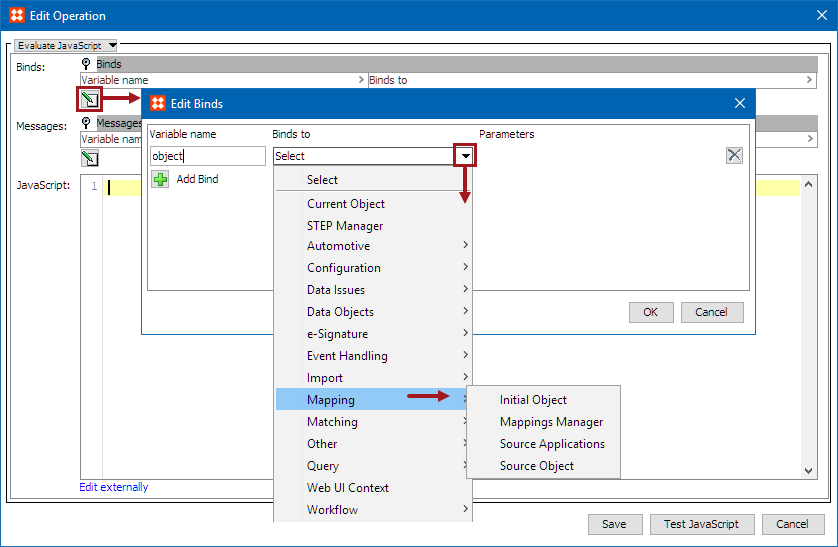 Edit Operation
Evaluate JavaScript
Binds: Binds
Variable name > Binds to >
Edit Binds
Messages: Messages
Variable nam >
Variable name Binds to Parameters
object Select
Add Bind
JavaScript: 1
Select
Current Object
STEP Manager
Automotive >
Configuration >
Data Issues >
Data Objects >
e-Signature >
Event Handling >
Import >
Mapping >
Matching >
Other >
Query >
Web UI Context
Workflow >
OK Cancel
Initial Object
Mappings Manager
Source Applications
Source Object
Edit externally
Save Test JavaScript Cancel